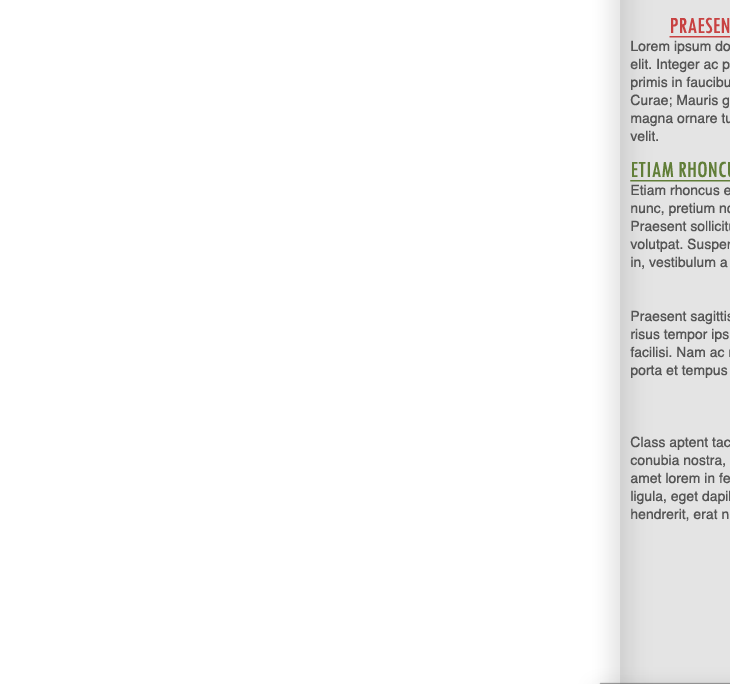 PRAESEN
Lorem ipsum do
elit. Integer ac p
primis in faucibu
Curae; Mauris g
magna ornare tu
velit.
ETIAM RHONCU
Etiam rhoncus e
nunc, pretium no
Praesent sollicitu
volutpat. Susper
in, vestibulum a
Praesent sagittis
risus tempor ips
facilisi. Nam ac
porta et tempus
Class aptent tac
conubia nostra,
amet lorem in fe
ligula, eget dapil
hendrerit, erat n